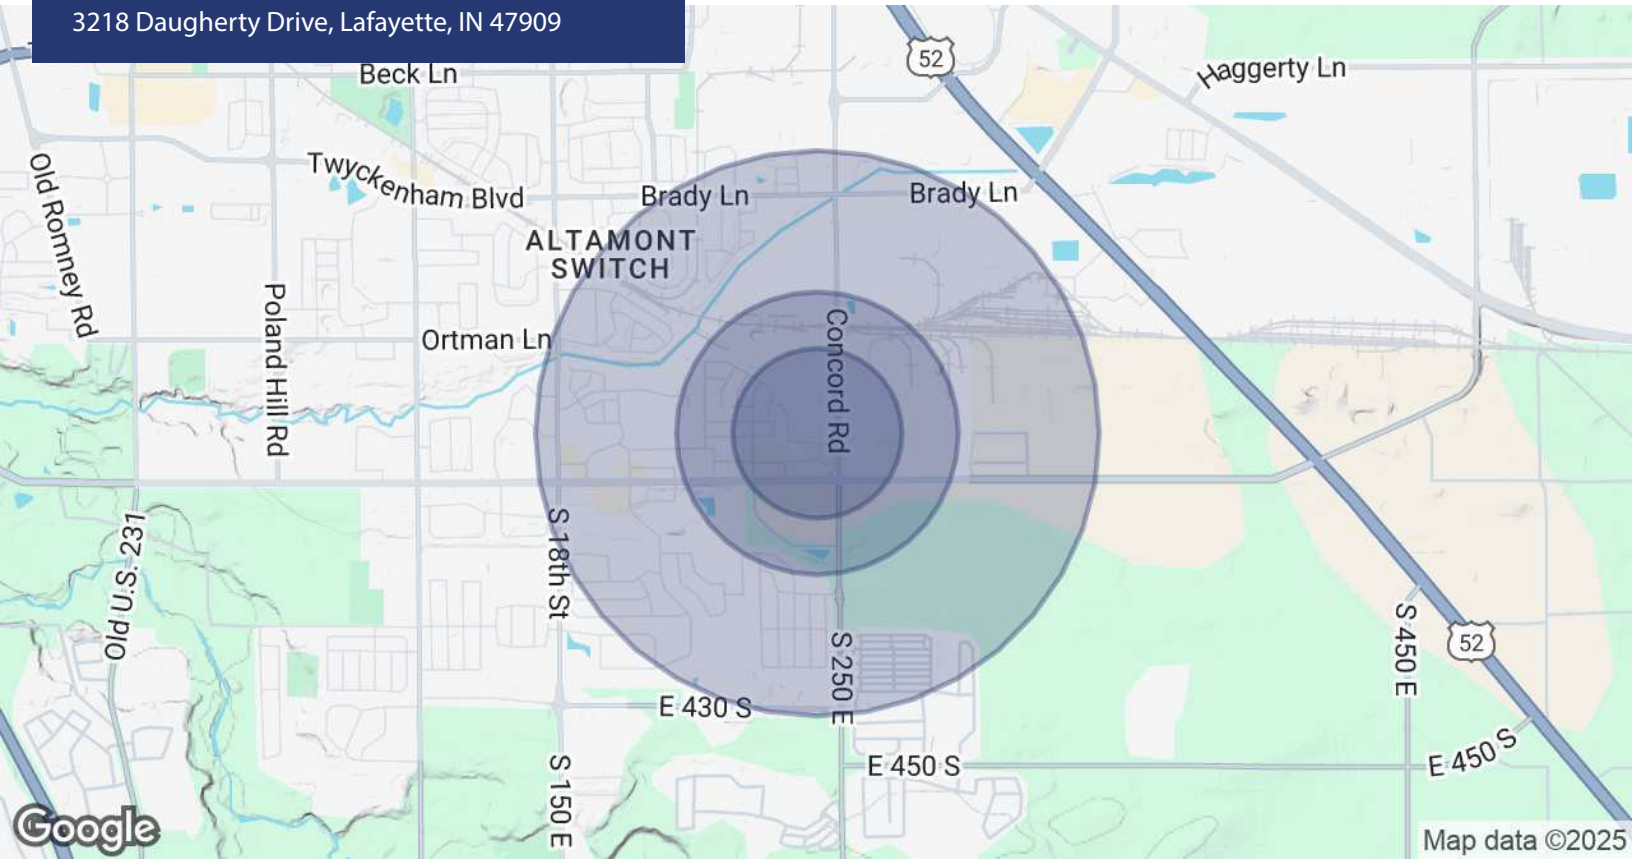 3218 Daugherty Drive, Lafayette, IN 47909
52
Beck Ln
Haggerty Ln
Old Romney Rd
Twyckenham Blvd
Brady Ln
Brady Ln
ALTAMONT
SWITCH
Poland Hill Rd
Ortman Ln
Concord Rd
Old U.S. 231
S 18th St
S 250 E
S 450 E
52
E 430 S
E 450 S
E 450 S
S 150 E
Google
Map data ©2025